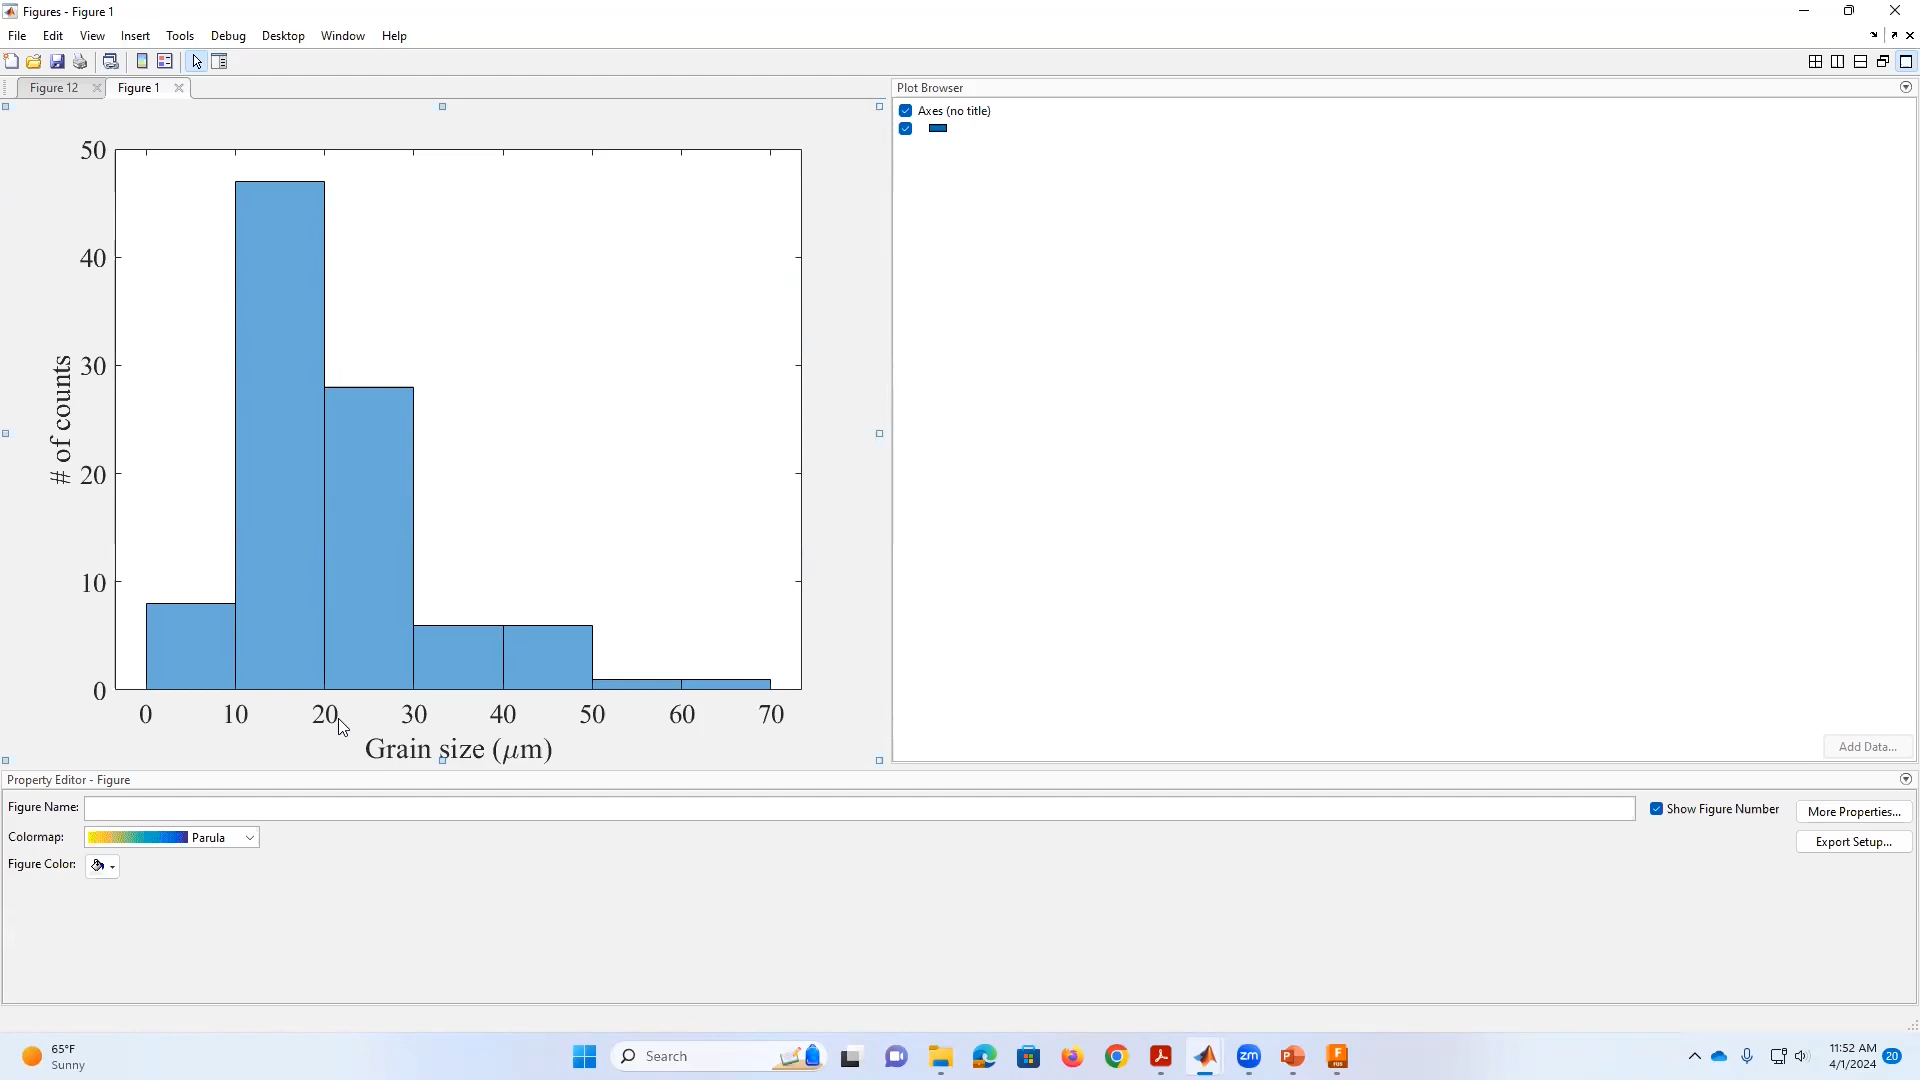 Figures - Figure 1
File Edit View Insert Tools Debug Desktop Window Help
Figure 12 Figure 1
Plot Browser
Axes (no title)
50
40
30
20
10
0
# of counts
0 10 20 30 40 50 60 70
Grain size (μm)
Add Data...
Property Editor - Figure
Figure Name:
Show Figure Number
More Properties...
Colormap: Parula
Export Setup...
Figure Color:
65°F
Sunny
Search
zm
11:52 AM
4/1/2024
20